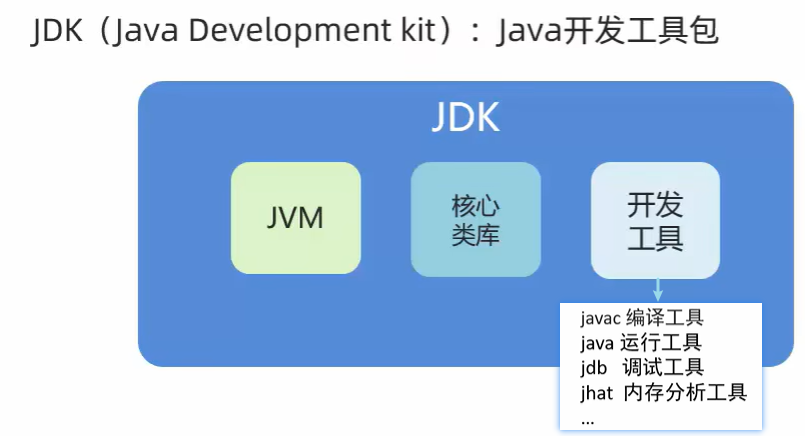 JDK（Java Development kit）：Java开发工具包
JDK
JVM
核心
类库
开发
工具
javac 编译工具
java 运行工具
jdb 调试工具
jhat 内存分析工具
...